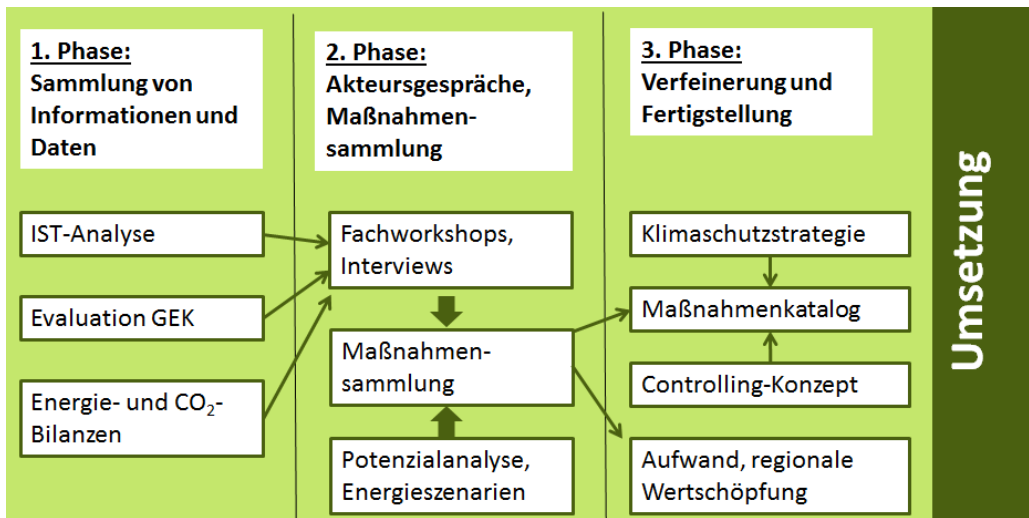 1. Phase:
Sammlung von
Informationen und
Daten
IST-Analyse
Evaluation GEK
Energie- und CO₂-
Bilanzen
2. Phase:
Akteursgespräche,
Maßnahmen-
sammlung
Fachworkshops,
Interviews
Maßnahmen-
sammlung
Potenzialanalyse,
Energieszenarien
3. Phase:
Verfeinerung und
Fertigstellung
Klimaschutzstrategie
Maßnahmenkatalog
Controlling-Konzept
Aufwand, regionale
Wertschöpfung
Umsetzung